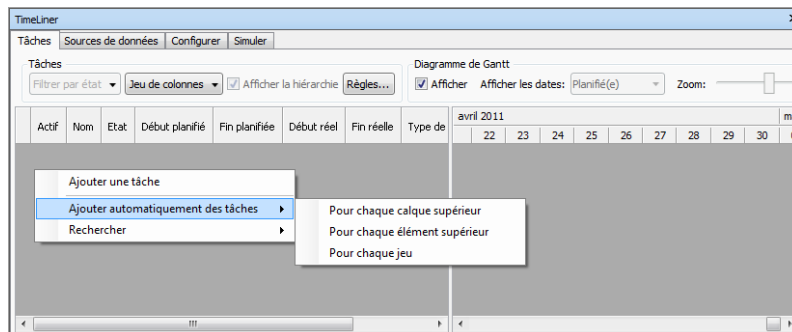 TimeLiner
Tâches Sources de données Configurer Simuler
Tâches
Filtrer par état Jeu de colonnes Afficher la hiérarchie Règles...
Diagramme de Gantt
Afficher Afficher les dates: Planifié(e) Zoom:
Actif Nom Etat Début planifié Fin planifiée Début réel Fin réelle Type de
avril 2011 m
22 23 24 25 26 27 28 29 30
Ajouter une tâche
Ajouter automatiquement des tâches
Rechercher
Pour chaque calque supérieur
Pour chaque élément supérieur
Pour chaque jeu